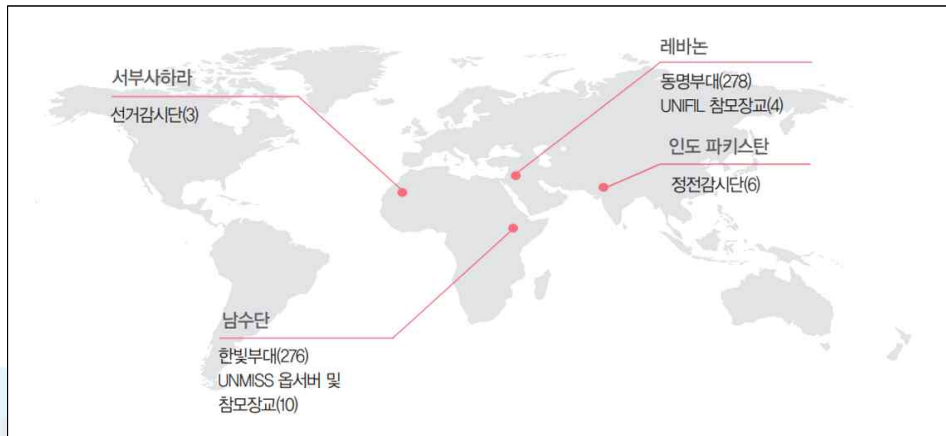 서부사하라
선거감시단(3)
레바논
동명부대(278)
UNIFIL 참모장교(4)
인도 파키스탄
정전감시단(6)
남수단
한빛부대(276)
UNMISS 옵서버 및
참모장교(10)